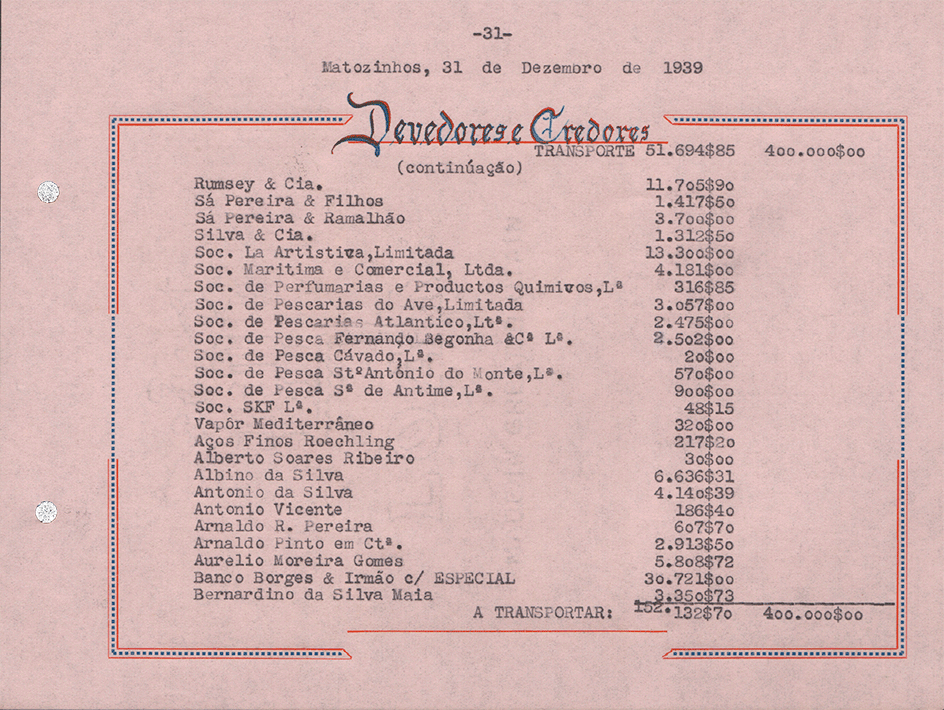 -31-
Matozinhos, 31 de Dezembro de 1939
Devedores e Credores
TRANSPORTE 51.694$85 400.000$00
(continúação)
Rumsey & Cia. 11.705$90
Sá Pereira & Filhos 1.417$50
Sá Pereira & Ramalhão 3.700$00
Silva & Cia. 1.312$50
Soc. La Artistiva,Limitada 13.300$00
Soc. Maritima e Comercial, Ltda. 4.181$00
Soc. de Perfumarias e Productos Quimivos,Lª 316$85
Soc. de Pescarias do Ave,Limitada 3.057$00
Soc. de Pescarias Atlantico,Ltª. 2.475$00
Soc. de Pesca Fernando Begonha &Cª Lª. 2.502$00
Soc. de Pesca Cávado,Lª. 20$00
Soc. de Pesca StºAntónio do Monte,Lª. 570$00
Soc. de Pesca Sª de Antime,Lª. 900$00
Soc. SKF Lª. 48$15
Vapôr Mediterrâneo 320$00
Aços Finos Roechling 217$20
Alberto Soares Ribeiro 30$00
Albino da Silva 6.636$31
Antonio da Silva 4.140$39
Antonio Vicente 186$40
Arnaldo R. Pereira 607$70
Arnaldo Pinto em Ctª. 2.913$50
Aurelio Moreira Gomes 5.808$72
Banco Borges & Irmão c/ ESPECIAL 30.721$00
Bernardino da Silva Maia 3.350$73
A TRANSPORTAR: 152.132$70 400.000$00